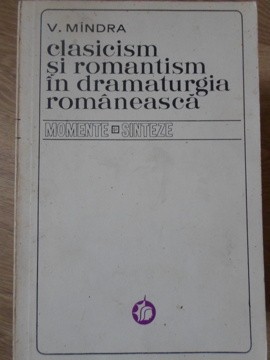 V. MÎNDRA
clasicism
și romantism
în dramaturgia
românească
MOMENTE SINTEZE